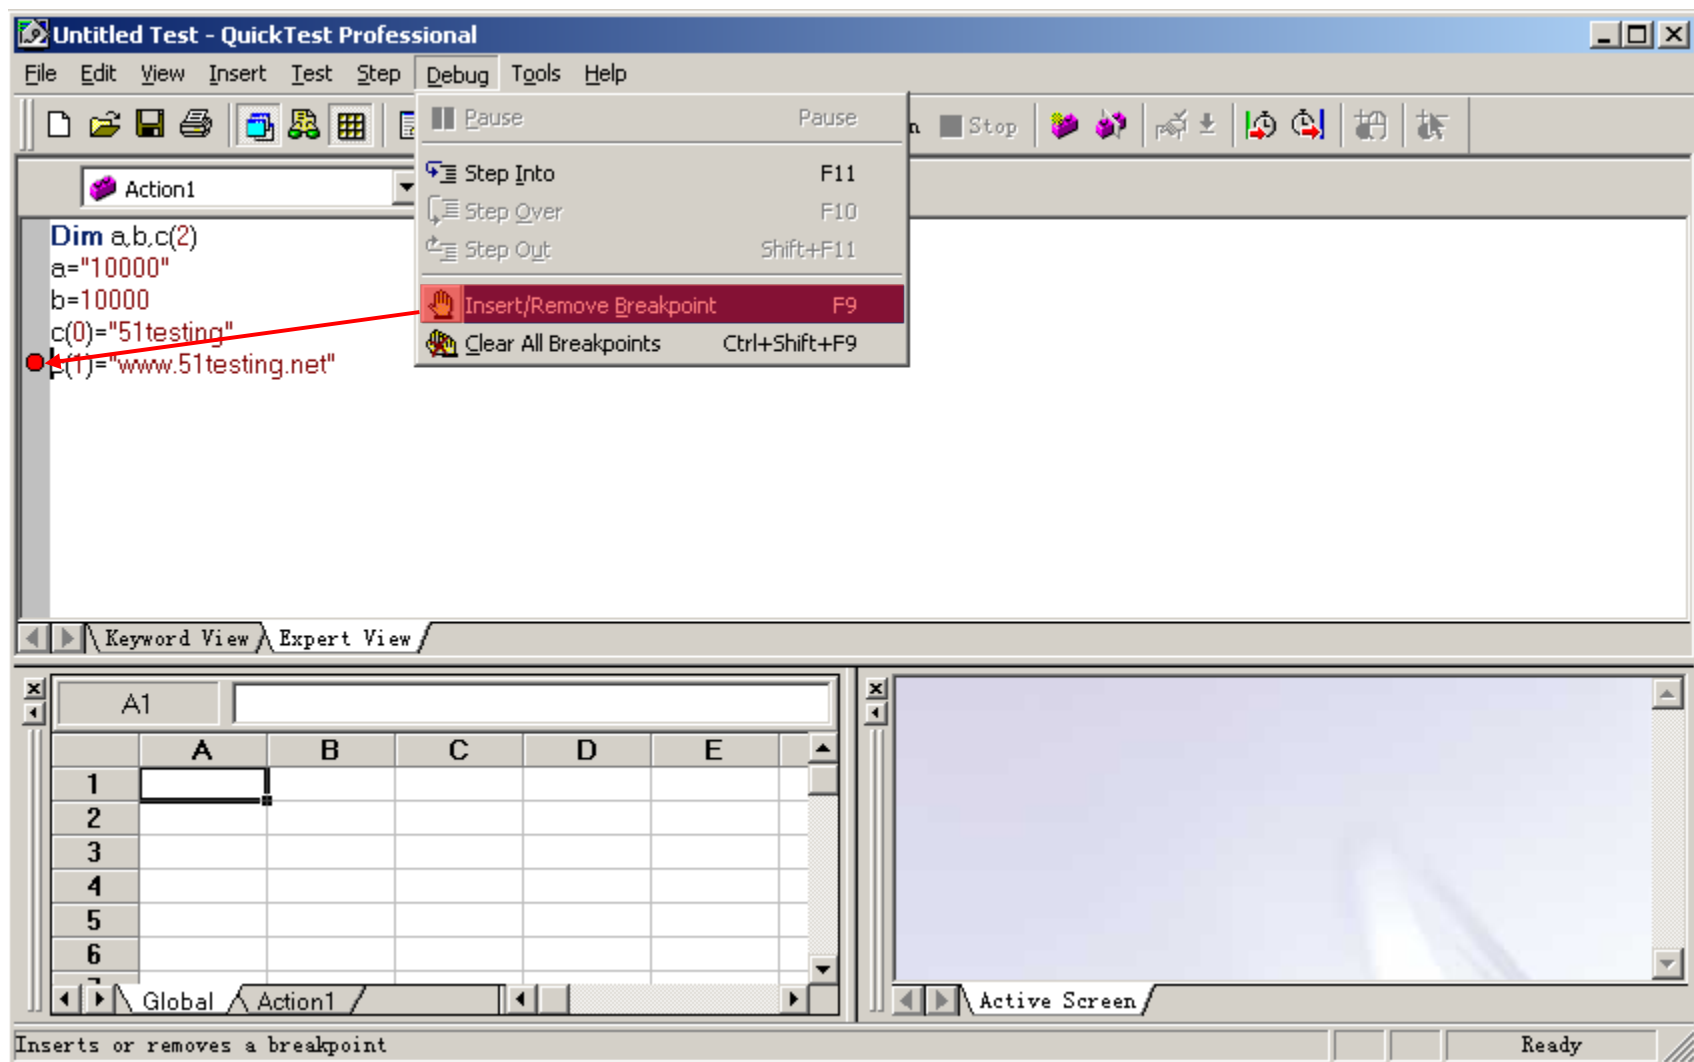 Untitled Test - QuickTest Professional
File Edit View Insert Test Step Debug Tools Help
Pause Pause
Stop
Step Into F11
Action1
Step Over F10
Step Out Shift+F11
Insert/Remove Breakpoint F9
Clear All Breakpoints Ctrl+Shift+F9
Dim a,b,c(2)
a="10000"
b=10000
c(0)="51testing"
c(1)="www.51testing.net"
Keyword View Expert View
A1
A B C D E
1
2
3
4
5
6
Global Action1
Active Screen
Inserts or removes a breakpoint Ready